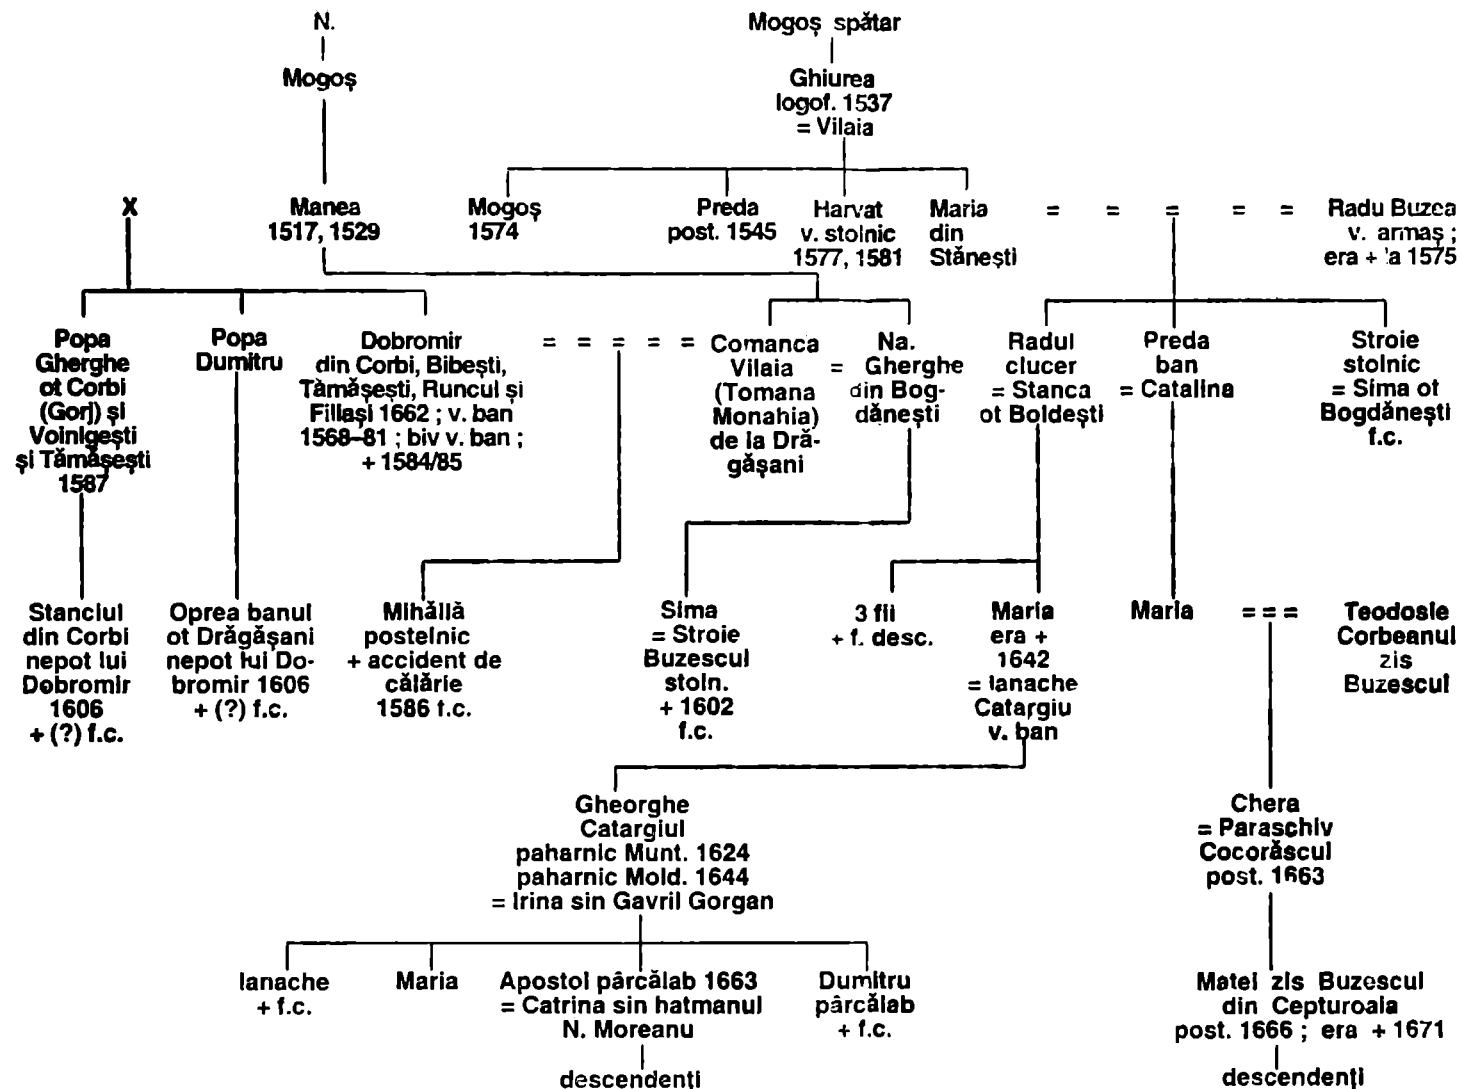 N.
Mogoș
Mogoș spătar
Ghiurea
logof. 1537
= Vilaia
X
Manea
1517, 1529
Mogoș
1574
Preda
post. 1545
Harvat
v. stolnic
1577, 1581
Maria
din
Stănești
= = = = =
Radu Buzea
v. armaș ;
era + la 1575
Popa
Gherghe
ot Corbi
(Gorj) și
Voinigești
și Tămășești
1587
Popa
Dumitru
Dobromir
din Corbi, Bibești,
Tămășești, Runcul și
Filiași 1662 ; v. ban
1568–81 ; biv v. ban ;
+ 1584/85
= = = = =
Comanca
Vilaia
(Tomana
Monahia)
de la Dră-
gășani
Na.
= Gherghe
din Bog-
dănești
Radul
clucer
= Stanca
ot Boldești
Preda
ban
= Catalina
Stroie
stolnic
= Sima ot
Bogdănești
f.c.
Stanciul
din Corbi
nepot lui
Dobromir
1606
+ (?) f.c.
Oprea banul
ot Drăgășani
nepot lui Do-
bromir 1606
+ (?) f.c.
Mihăilă
postelnic
+ accident de
călărie
1586 f.c.
Sima
= Stroie
Buzescul
stoln.
+ 1602
f.c.
3 fii
+ f. desc.
Maria
era +
1642
= Ianache
Catargiu
v. ban
Maria
= = =
Teodosie
Corbeanul
zis
Buzescul
Gheorghe
Catargiul
paharnic Munt. 1624
paharnic Mold. 1644
= Irina sin Gavril Gorgan
Chera
= Paraschiv
Cocorăscul
post. 1663
Ianache
+ f.c.
Maria
Apostol pârcălab 1663
= Catrina sin hatmanul
N. Moreanu
descendenți
Dumitru
pârcălab
+ f.c.
Matei zis Buzescul
din Cepturoaia
post. 1666 ; era + 1671
descendenți